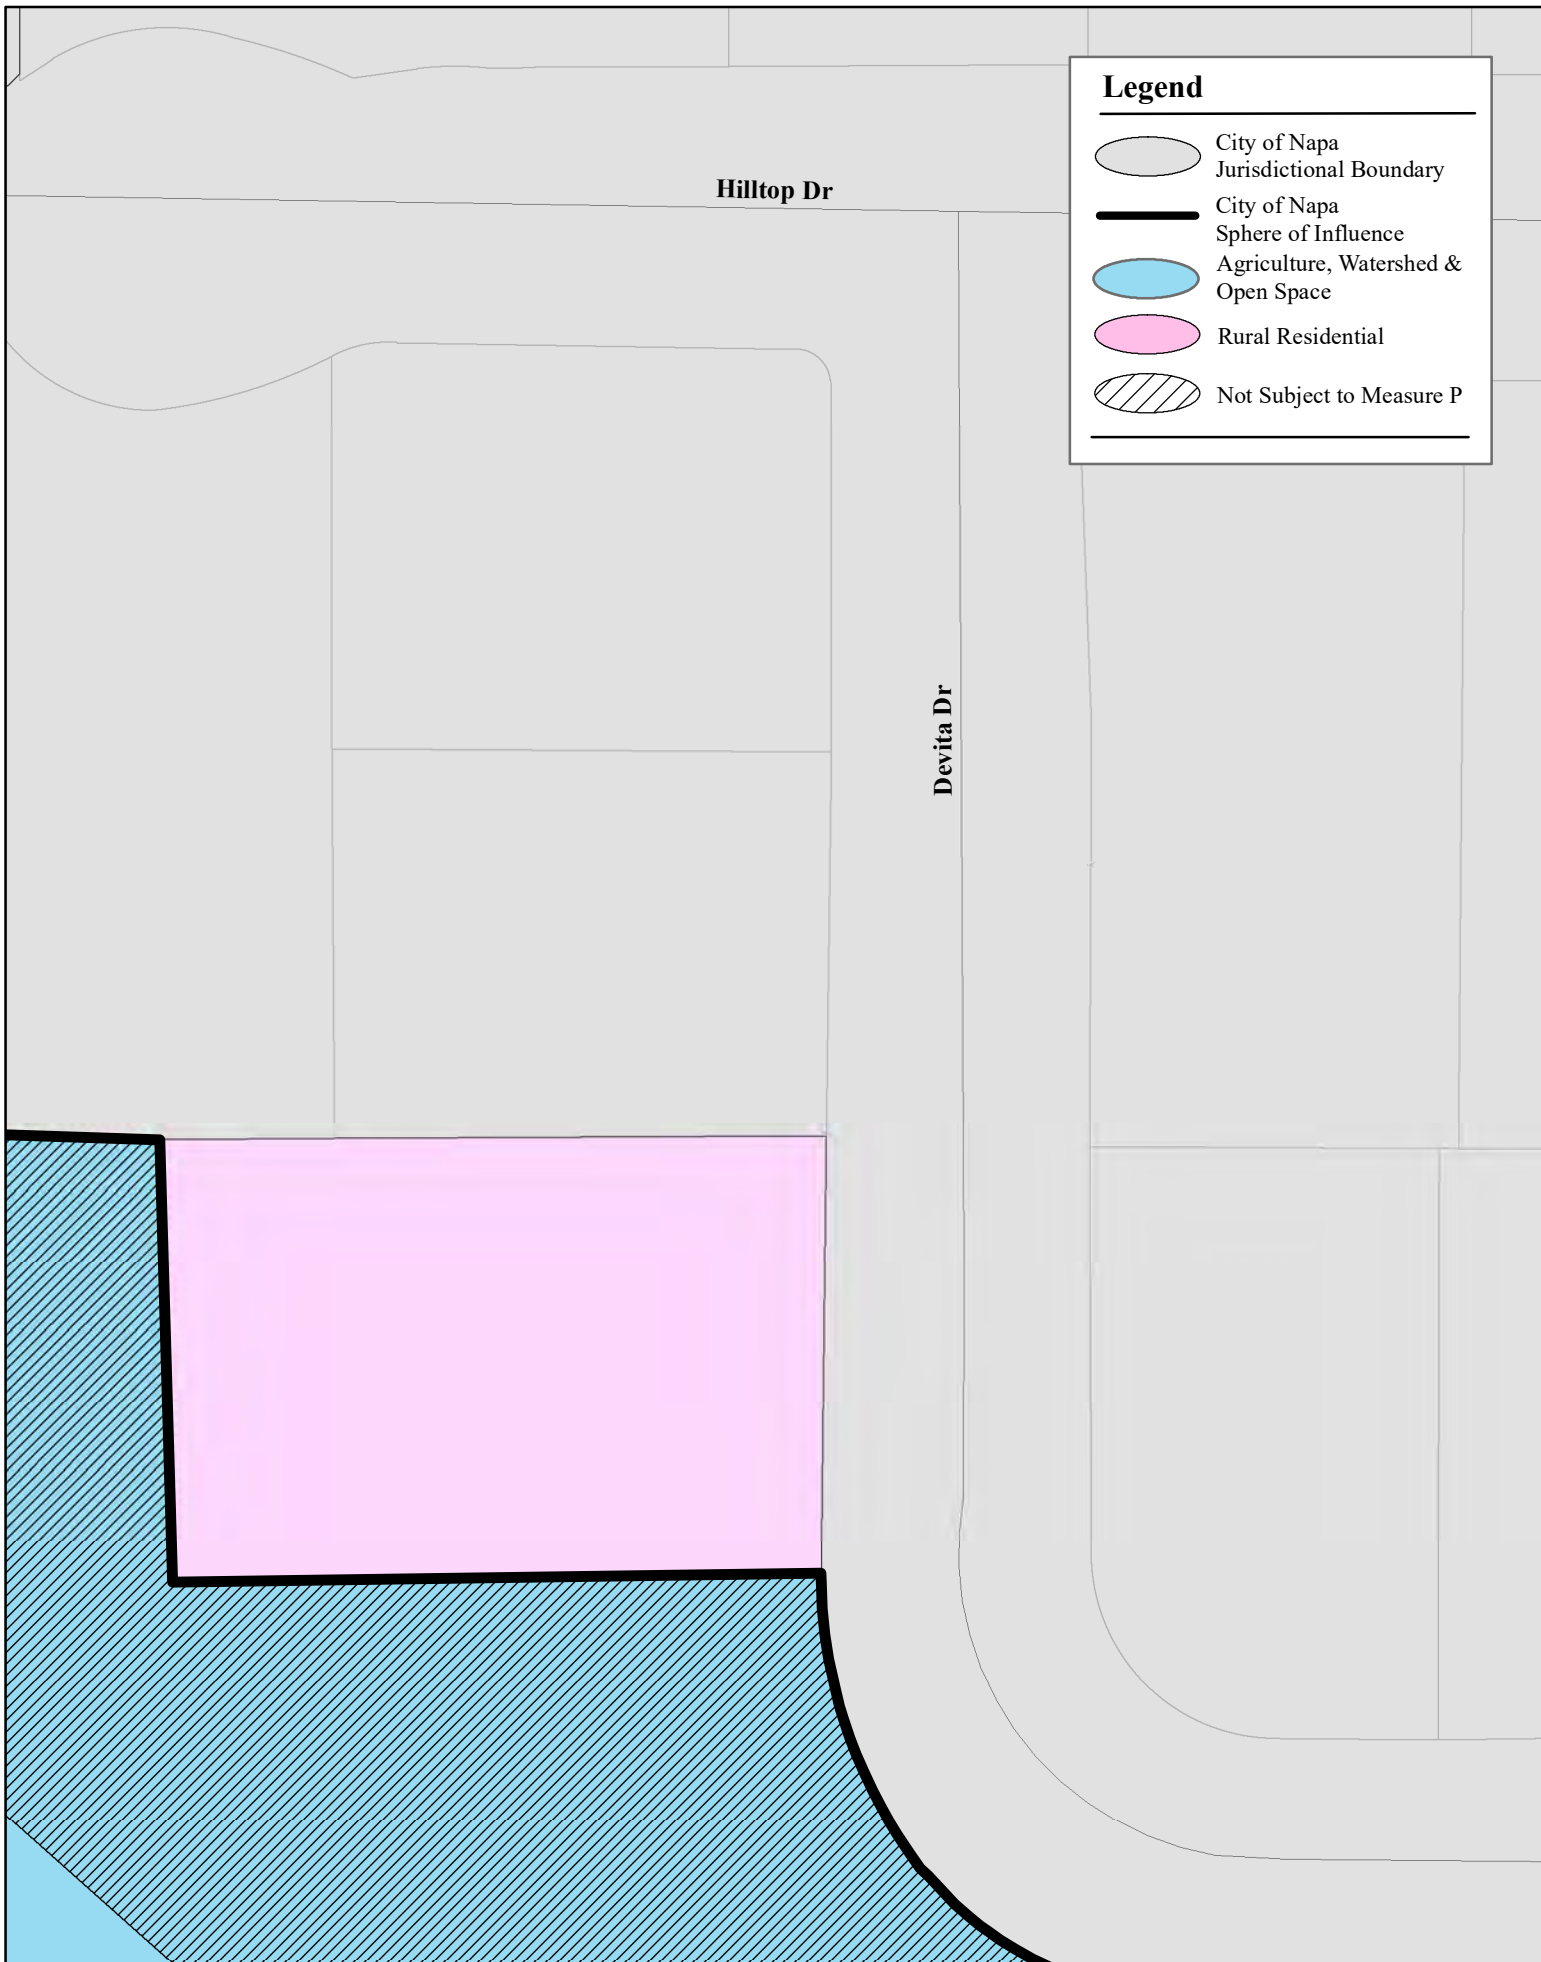 Legend
City of Napa
Jurisdictional Boundary
City of Napa
Sphere of Influence
Agriculture, Watershed &
Open Space
Rural Residential
Not Subject to Measure P
Hilltop Dr
Devita Dr